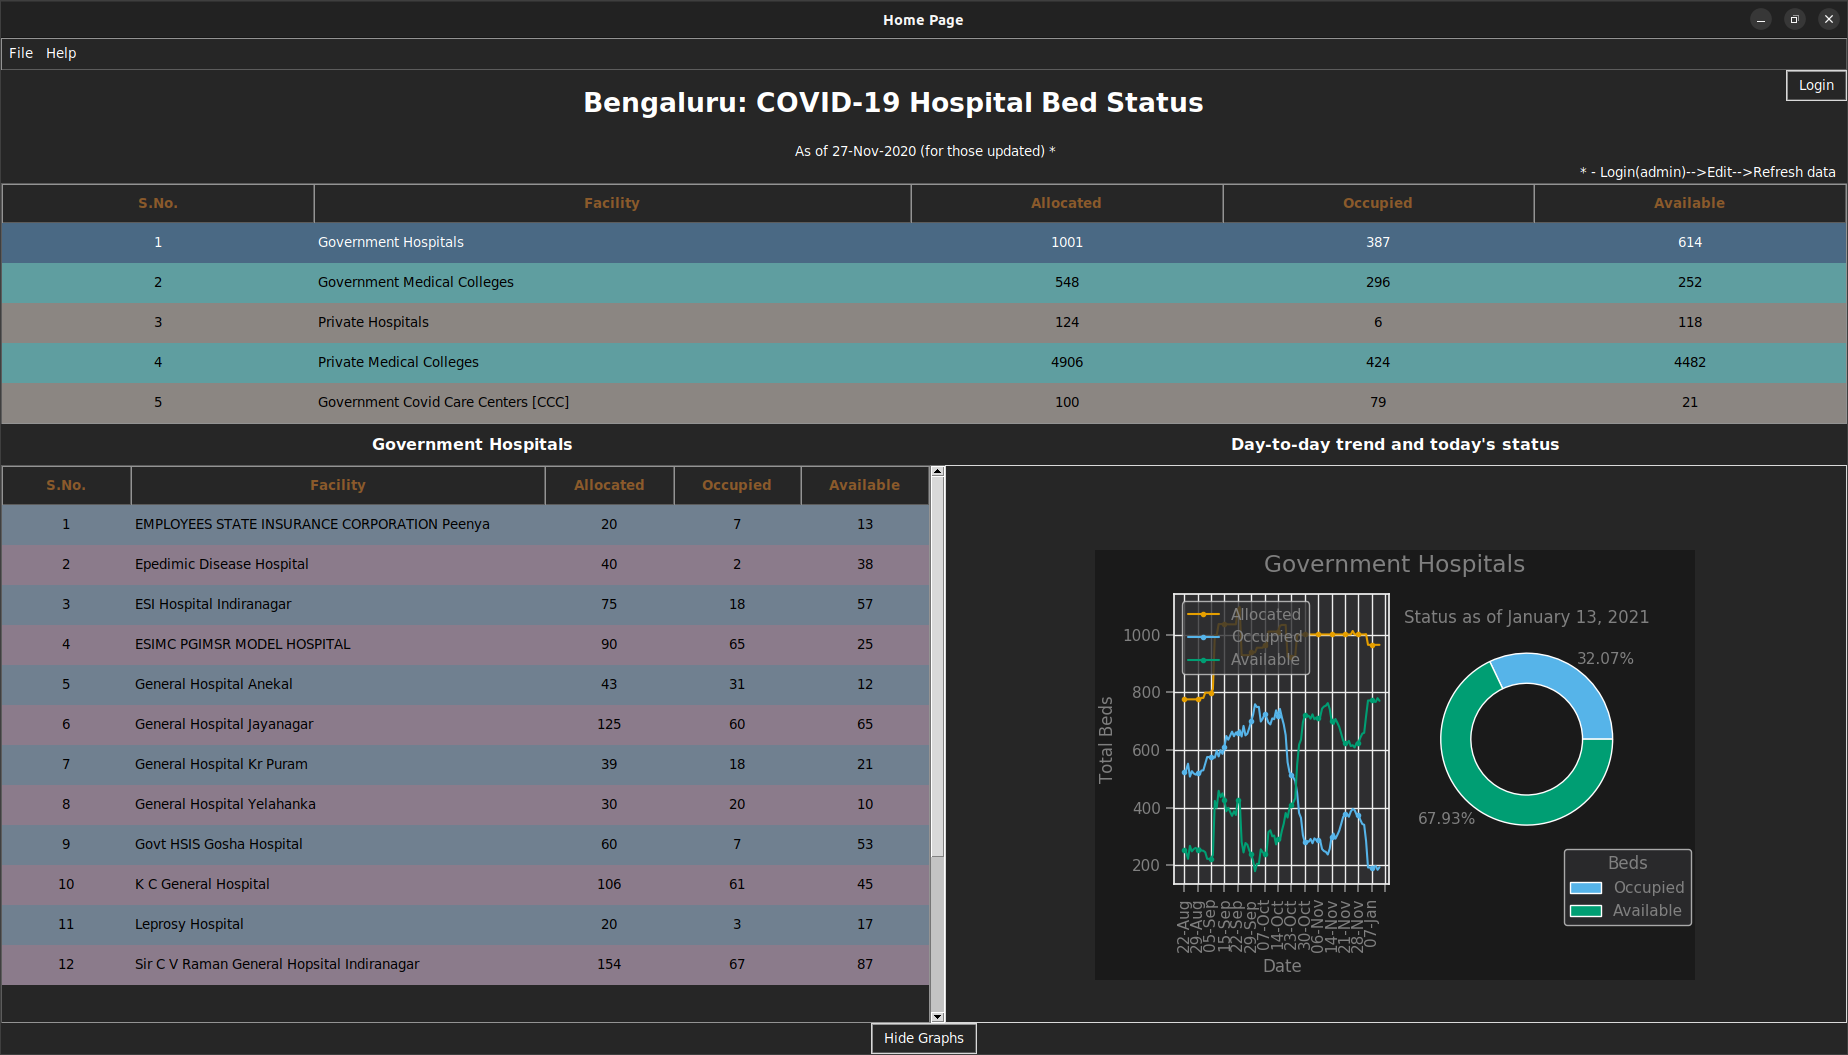 Home Page
File Help
Login
Bengaluru: COVID-19 Hospital Bed Status
As of 27-Nov-2020 (for those updated) *
* - Login(admin)-->Edit-->Refresh data
S.No. Facility Allocated Occupied Available
1 Government Hospitals 1001 387 614
2 Government Medical Colleges 548 296 252
3 Private Hospitals 124 6 118
4 Private Medical Colleges 4906 424 4482
5 Government Covid Care Centers [CCC] 100 79 21
Government Hospitals
S.No. Facility Allocated Occupied Available
1 EMPLOYEES STATE INSURANCE CORPORATION Peenya 20 7 13
2 Epedimic Disease Hospital 40 2 38
3 ESI Hospital Indiranagar 75 18 57
4 ESIMC PGIMSR MODEL HOSPITAL 90 65 25
5 General Hospital Anekal 43 31 12
6 General Hospital Jayanagar 125 60 65
7 General Hospital Kr Puram 39 18 21
8 General Hospital Yelahanka 30 20 10
9 Govt HSIS Gosha Hospital 60 7 53
10 K C General Hospital 106 61 45
11 Leprosy Hospital 20 3 17
12 Sir C V Raman General Hopsital Indiranagar 154 67 87
Day-to-day trend and today's status
Government Hospitals
Allocated
Occupied
Available
Total Beds
1000
800
600
400
200
22-Aug
29-Aug
05-Sep
15-Sep
22-Sep
29-Sep
07-Oct
14-Oct
23-Oct
30-Oct
06-Nov
14-Nov
21-Nov
28-Nov
07-Jan
Date
Status as of January 13, 2021
32.07%
67.93%
Beds
Occupied
Available
Hide Graphs